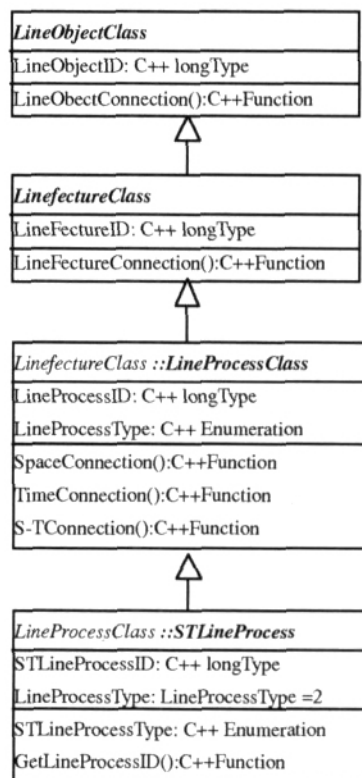 LineObjectClass
LineObjectID: C++ longType
LineObectConnection():C++Function
LinefectureClass
LineFectureID: C++ longType
LineFectureConnection():C++Function
LinefectureClass ::LineProcessClass
LineProcessID: C++ longType
LineProcessType: C++ Enumeration
SpaceConnection():C++Function
TimeConnection():C++Function
S-TConnection():C++Function
LineProcessClass ::STLineProcess
STLineProcessID: C++ longType
LineProcessType: LineProcessType =2
STLineProcessType: C++ Enumeration
GetLineProcessID():C++Function